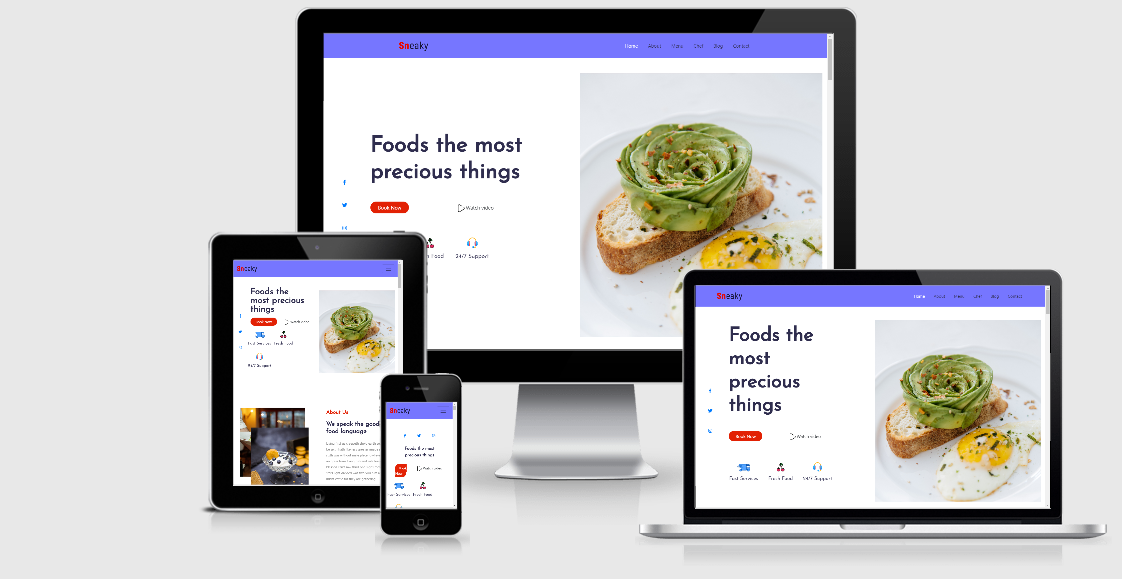 Sneaky
Home About Menu Chef Blog Contact
Foods the most
precious things
Book Now Watch video
Food 24/7 Support
Sneaky
Foods the
most precious
things
Book Now Watch video
Fast Services Fresh Food
24/7 Support
About Us
We speak the good
food language
Sneaky
Foods the most
precious things
Book
Now
Watch video
Fast Services Fresh Food
Sneaky
Home About Menu Chef Blog Contact
Foods the
most
precious
things
Book Now Watch video
Fast Services Fresh Food 24/7 Support